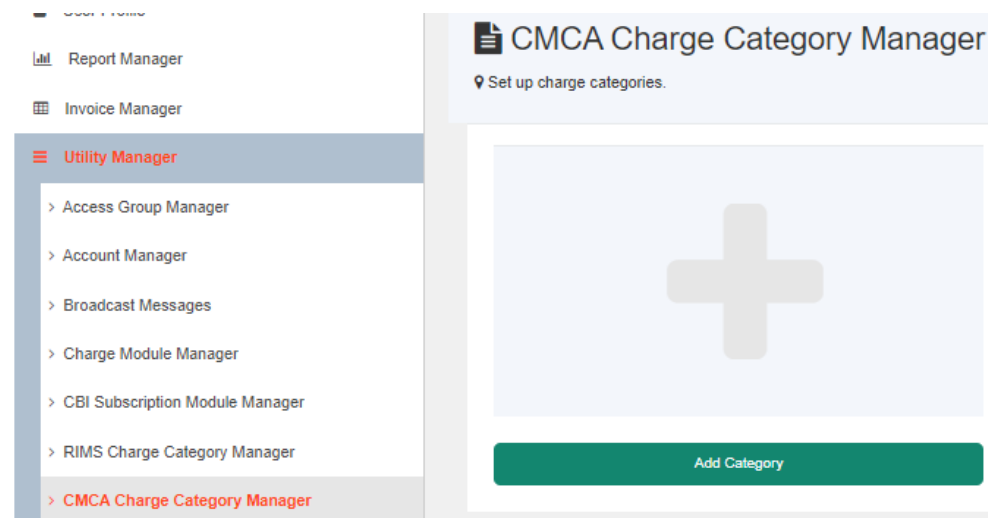 Report Manager
Invoice Manager
Utility Manager
> Access Group Manager
> Account Manager
> Broadcast Messages
> Charge Module Manager
> CBI Subscription Module Manager
> RIMS Charge Category Manager
> CMCA Charge Category Manager
CMCA Charge Category Manager
Set up charge categories.
Add Category